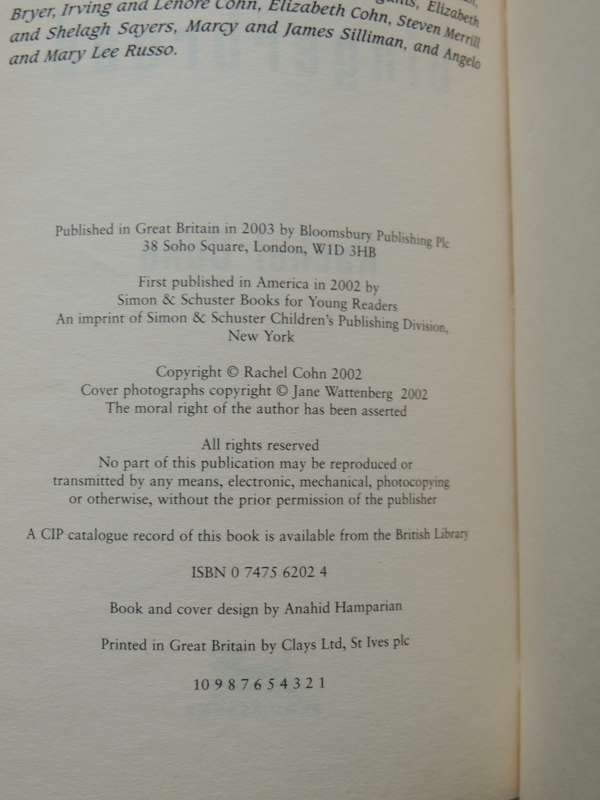 Elizabeth
Bryer, Irving and Lenore Cohn, Elizabeth Cohn, Steven Merrill
and Shelagh Sayers, Marcy and James Silliman, and Angelo
and Mary Lee Russo.
Published in Great Britain in 2003 by Bloomsbury Publishing Plc
38 Soho Square, London, W1D 3HB
First published in America in 2002 by
Simon & Schuster Books for Young Readers
An imprint of Simon & Schuster Children's Publishing Division,
New York
Copyright © Rachel Cohn 2002
Cover photographs copyright © Jane Wattenberg 2002
The moral right of the author has been asserted
All rights reserved
No part of this publication may be reproduced or
transmitted by any means, electronic, mechanical, photocopying
or otherwise, without the prior permission of the publisher
A CIP catalogue record of this book is available from the British Library
ISBN 0 7475 6202 4
Book and cover design by Anahid Hamparian
Printed in Great Britain by Clays Ltd, St Ives plc
10 9 8 7 6 5 4 3 2 1